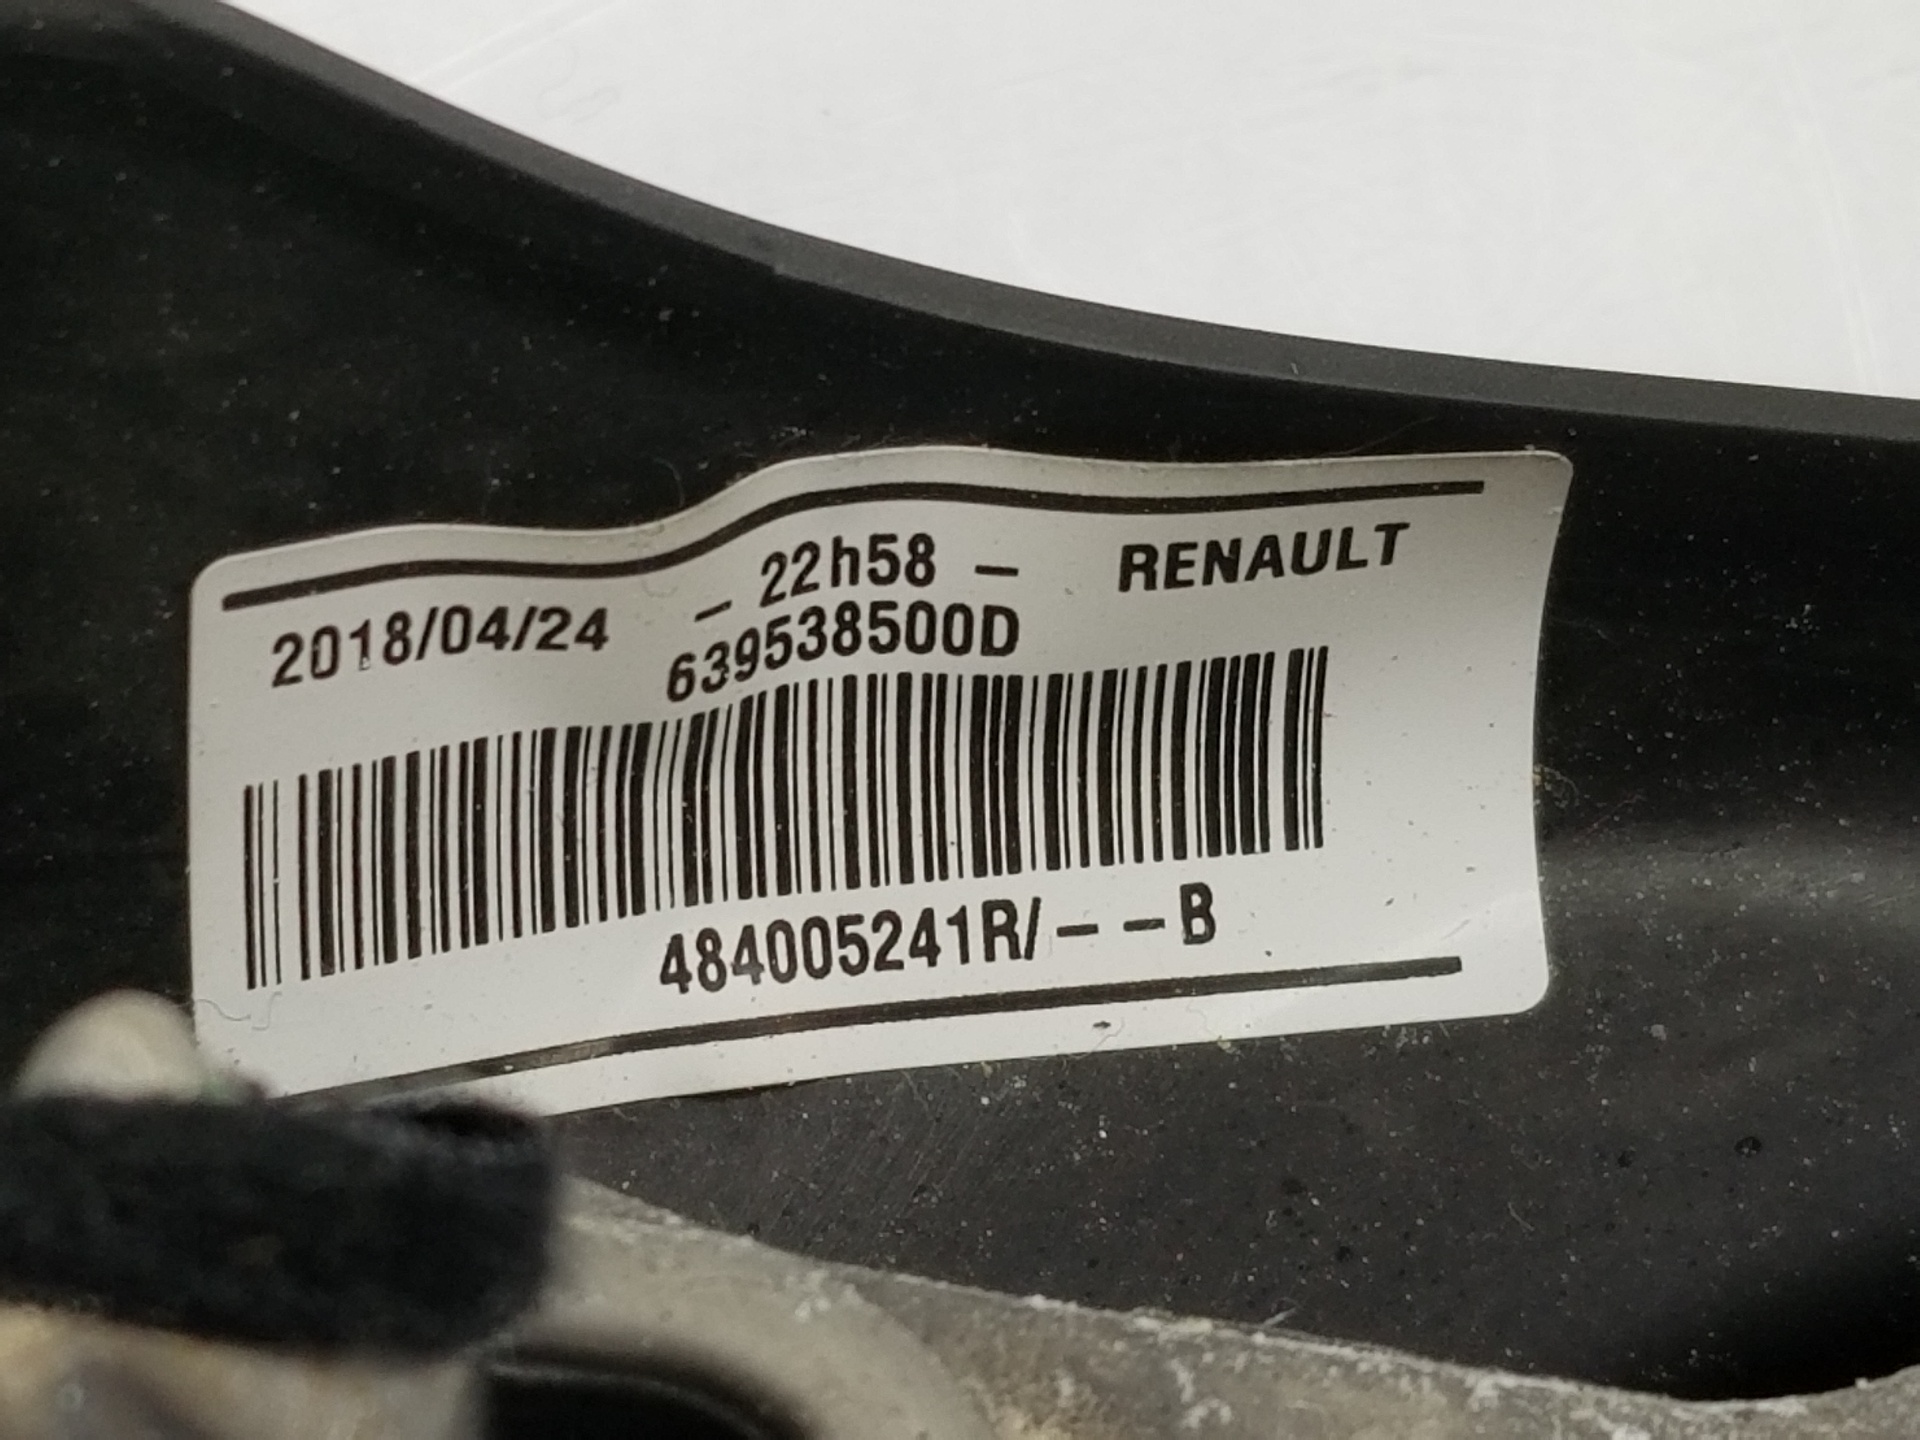 2018/04/24 - 22h58 - RENAULT
639538500D
484005241R/- -B